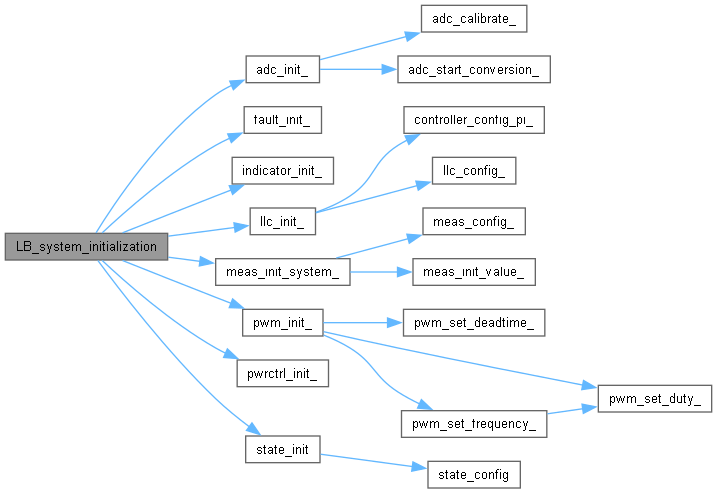 adc_calibrate_
adc_init_
adc_start_conversion_
fault_init_
controller_config_pi_
indicator_init_
llc_config_
llc_init_
meas_config_
LB_system_initialization
meas_init_system_
meas_init_value_
pwm_init_
pwm_set_deadtime_
pwrctrl_init_
pwm_set_duty_
pwm_set_frequency_
state_init
state_config